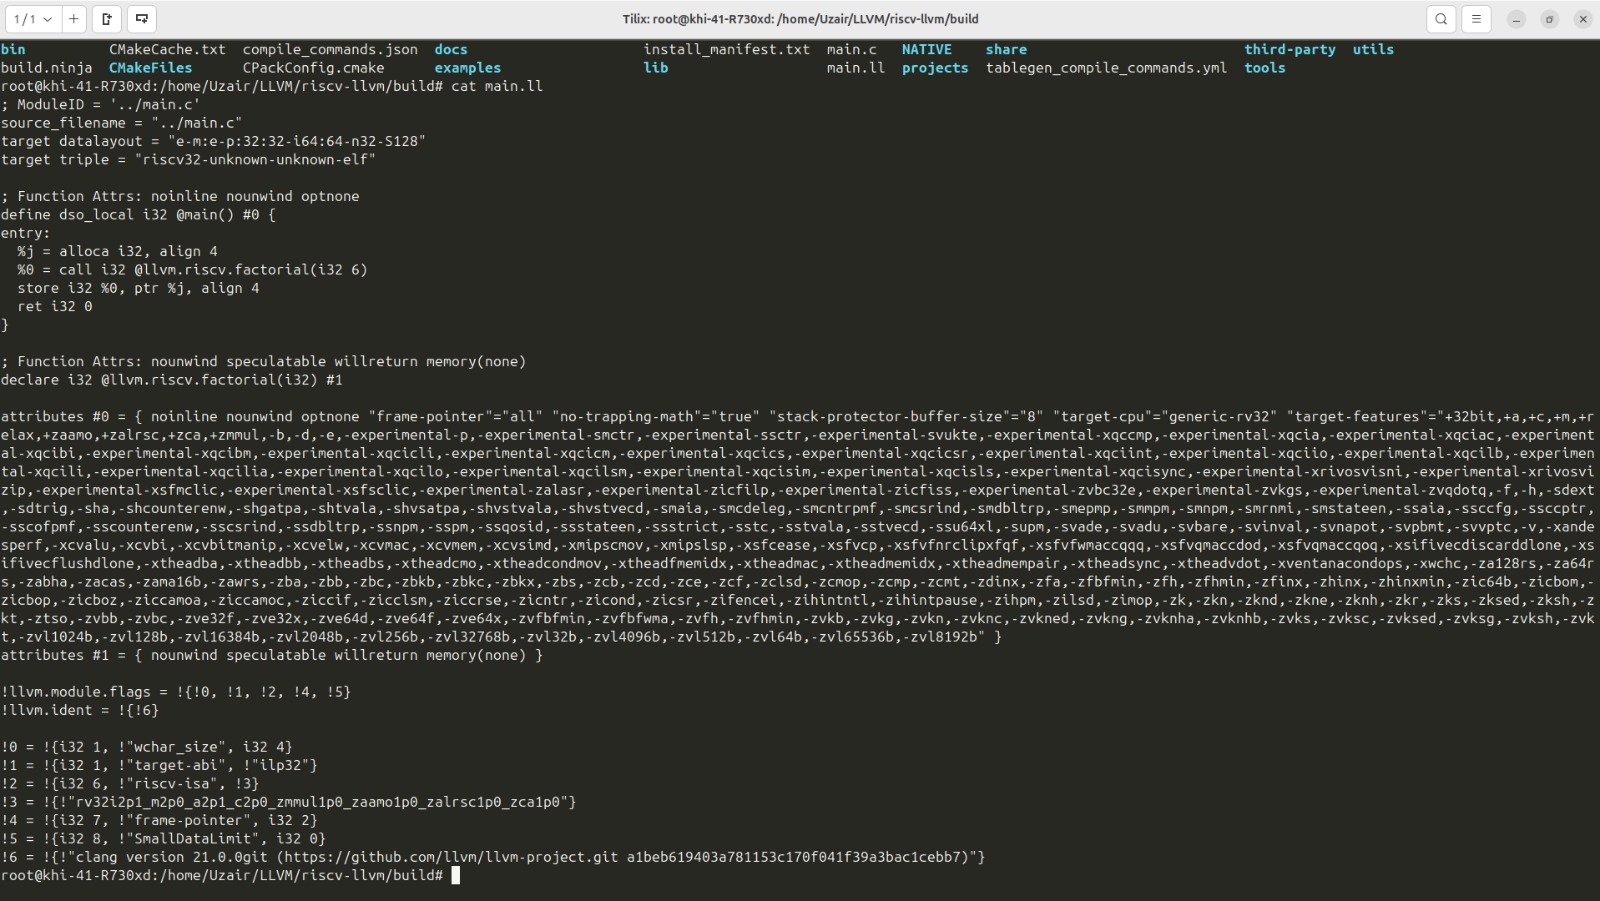 1 / 1
Tilix: root@khi-41-R730xd: /home/Uzair/LLVM/riscv-llvm/build
bin CMakeCache.txt compile_commands.json docs install_manifest.txt main.c NATIVE share third-party utils
build.ninja CMakeFiles CPackConfig.cmake examples lib main.ll projects tablegen_compile_commands.yml tools
root@khi-41-R730xd:/home/Uzair/LLVM/riscv-llvm/build# cat main.ll
; ModuleID = '../main.c'
source_filename = "../main.c"
target datalayout = "e-m:e-p:32:32-i64:64-n32-S128"
target triple = "riscv32-unknown-unknown-elf"
; Function Attrs: noinline nounwind optnone
define dso_local i32 @main() #0 {
entry:
  %j = alloca i32, align 4
  %0 = call i32 @llvm.riscv.factorial(i32 6)
  store i32 %0, ptr %j, align 4
  ret i32 0
}
; Function Attrs: nounwind speculatable willreturn memory(none)
declare i32 @llvm.riscv.factorial(i32) #1
attributes #0 = { noinline nounwind optnone "frame-pointer"="all" "no-trapping-math"="true" "stack-protector-buffer-size"="8" "target-cpu"="generic-rv32" "target-features"="+32bit,+a,+c,+m,+r
elax,+zaamo,+zalrsc,+zca,+zmmul,-b,-d,-e,-experimental-p,-experimental-smctr,-experimental-ssctr,-experimental-svukte,-experimental-xqccmp,-experimental-xqcia,-experimental-xqciac,-experiment
al-xqcibi,-experimental-xqcibm,-experimental-xqcicli,-experimental-xqcicm,-experimental-xqcics,-experimental-xqcicsr,-experimental-xqciint,-experimental-xqciio,-experimental-xqcilb,-experimen
tal-xqcili,-experimental-xqcilia,-experimental-xqcilo,-experimental-xqcilsm,-experimental-xqcisim,-experimental-xqcisls,-experimental-xqcisync,-experimental-xrivosvisni,-experimental-xrivosvi
zip,-experimental-xsfmclic,-experimental-xsfsclic,-experimental-zalasr,-experimental-zicfilp,-experimental-zicfiss,-experimental-zvbc32e,-experimental-zvkgs,-experimental-zvqdotq,-f,-h,-sdext
,-sdtrig,-sha,-shcounterenw,-shgatpa,-shtvala,-shvsatpa,-shvstvala,-shvstvecd,-smaia,-smcdeleg,-smcntrpmf,-smcsrind,-smdbltrp,-smepmp,-smmpm,-smnpm,-smrnmi,-smstateen,-ssaia,-ssccfg,-ssccptr,
-sscofpmf,-sscounterenw,-sscsrind,-ssdbltrp,-ssnpm,-sspm,-ssqosid,-ssstateen,-ssstrict,-sstc,-sstvala,-sstvecd,-ssu64xl,-supm,-svade,-svadu,-svbare,-svinval,-svnapot,-svpbmt,-svvptc,-v,-xande
sperf,-xcvalu,-xcvbi,-xcvbitmanip,-xcvelw,-xcvmac,-xcvmem,-xcvsimd,-xmipscmov,-xmipslsp,-xsfcease,-xsfvcp,-xsfvfnrclipxfqf,-xsfvfwmaccqqq,-xsfvqmaccdod,-xsfvqmaccqoq,-xsifivecdiscarddlone,-xs
ifivecflushdlone,-xtheadba,-xtheadbb,-xtheadbs,-xtheadcmo,-xtheadcondmov,-xtheadfmemidx,-xtheadmac,-xtheadmemidx,-xtheadmempair,-xtheadsync,-xtheadvdot,-xventanacondops,-xwchc,-za128rs,-za64r
s,-zabha,-zacas,-zama16b,-zawrs,-zba,-zbb,-zbc,-zbkb,-zbkc,-zbkx,-zbs,-zcb,-zcd,-zce,-zcf,-zclsd,-zcmop,-zcmp,-zcmt,-zdinx,-zfa,-zfbfmin,-zfh,-zfhmin,-zfinx,-zhinx,-zhinxmin,-zic64b,-zicbom,-
zicbop,-zicboz,-ziccamoa,-ziccamoc,-ziccif,-zicclsm,-ziccrse,-zicntr,-zicond,-zicsr,-zifencei,-zihintntl,-zihintpause,-zihpm,-zilsd,-zimop,-zk,-zkn,-zknd,-zkne,-zknh,-zkr,-zks,-zksed,-zksh,-z
kt,-ztso,-zvbb,-zvbc,-zve32f,-zve32x,-zve64d,-zve64f,-zve64x,-zvfbfmin,-zvfbfwma,-zvfh,-zvfhmin,-zvkb,-zvkg,-zvkn,-zvknc,-zvkned,-zvkng,-zvknha,-zvknhb,-zvks,-zvksc,-zvksed,-zvksg,-zvksh,-zvk
t,-zvl1024b,-zvl128b,-zvl16384b,-zvl2048b,-zvl256b,-zvl32768b,-zvl32b,-zvl4096b,-zvl512b,-zvl64b,-zvl65536b,-zvl8192b" }
attributes #1 = { nounwind speculatable willreturn memory(none) }
!llvm.module.flags = !{!0, !1, !2, !4, !5}
!llvm.ident = !{!6}
!0 = !{i32 1, !"wchar_size", i32 4}
!1 = !{i32 1, !"target-abi", !"ilp32"}
!2 = !{i32 6, !"riscv-isa", !3}
!3 = !{!"rv32i2p1_m2p0_a2p1_c2p0_zmmul1p0_zaamo1p0_zalrsc1p0_zca1p0"}
!4 = !{i32 7, !"frame-pointer", i32 2}
!5 = !{i32 8, !"SmallDataLimit", i32 0}
!6 = !{!"clang version 21.0.0git (https://github.com/llvm/llvm-project.git a1beb619403a781153c170f041f39a3bac1cebb7)"}
root@khi-41-R730xd:/home/Uzair/LLVM/riscv-llvm/build#